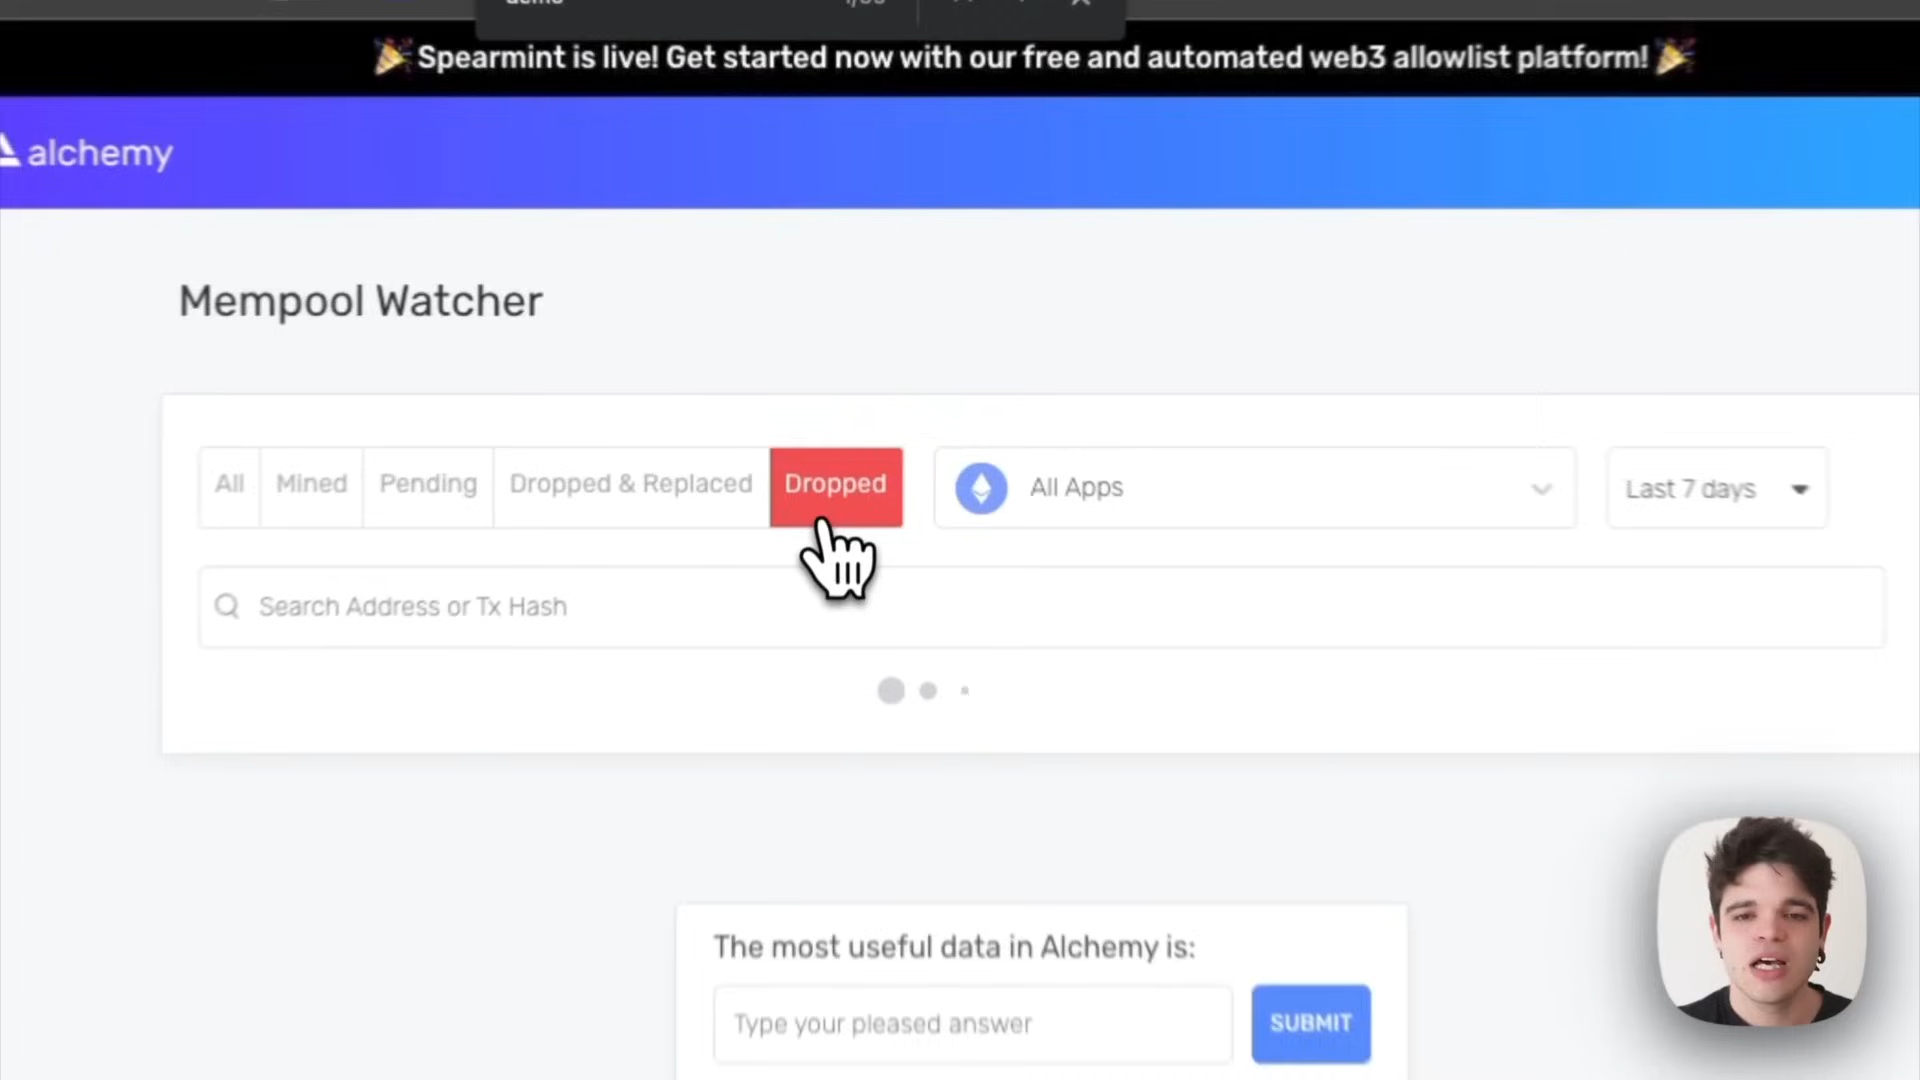 demo
🎉 Spearmint is live! Get started now with our free and automated web3 allowlist platform! 🎉
alchemy
Mempool Watcher
All Mined Pending Dropped & Replaced Dropped All Apps Last 7 days
Search Address or Tx Hash
The most useful data in Alchemy is:
Type your pleased answer
SUBMIT